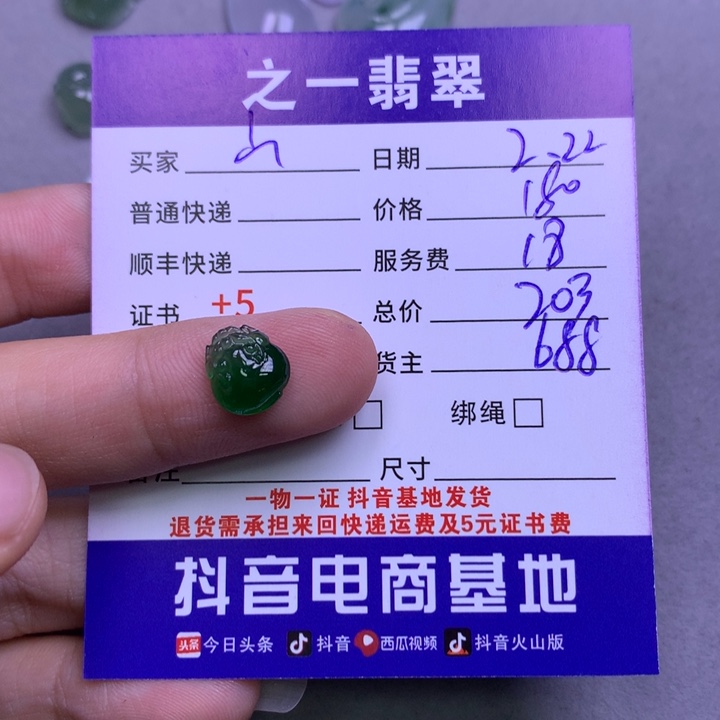 之一翡翠
买家 山 日期 2.22
普通快递 价格 180
顺丰快递 服务费 18
证书 +5 总价 203
货主 688
绑绳
尺寸
一物一证 抖音基地发货
退货需承担来回快递运费及5元证书费
抖音电商基地
头条 今日头条 抖音 西瓜视频 抖音火山版